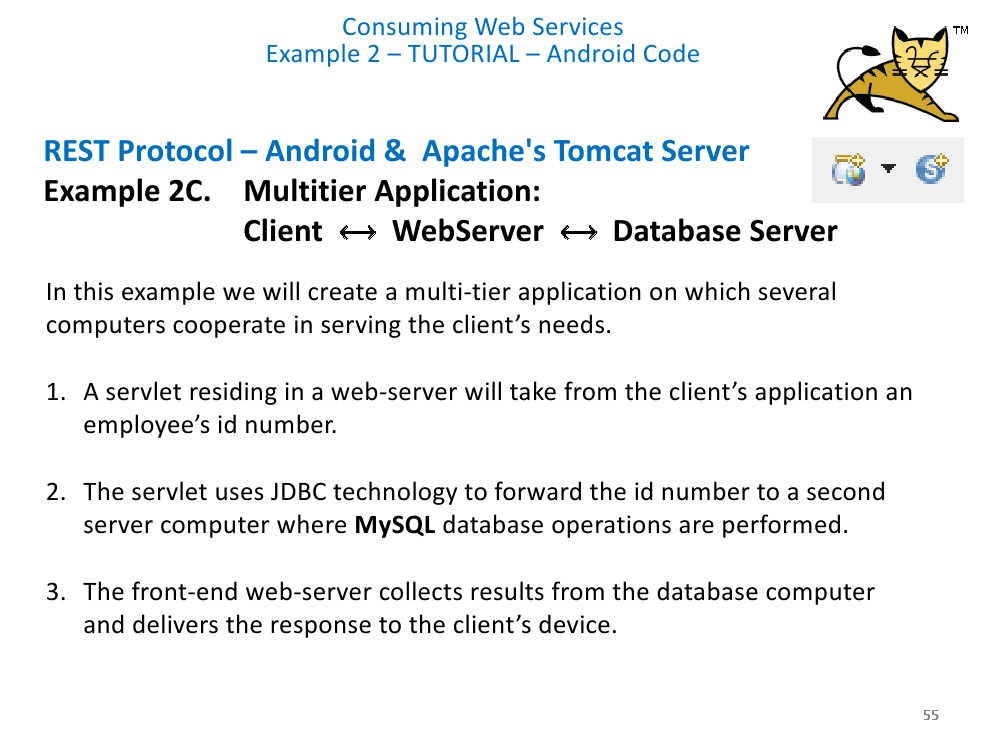 Consuming Web Services
Example 2 – TUTORIAL – Android Code
TM
REST Protocol – Android &  Apache's Tomcat Server
Example 2C.    Multitier Application:
Client ↔ WebServer ↔ Database Server
S
In this example we will create a multi-tier application on which several
computers cooperate in serving the client’s needs.
1. A servlet residing in a web-server will take from the client’s application an
employee’s id number.
2. The servlet uses JDBC technology to forward the id number to a second
server computer where MySQL database operations are performed.
3. The front-end web-server collects results from the database computer
and delivers the response to the client’s device.
55